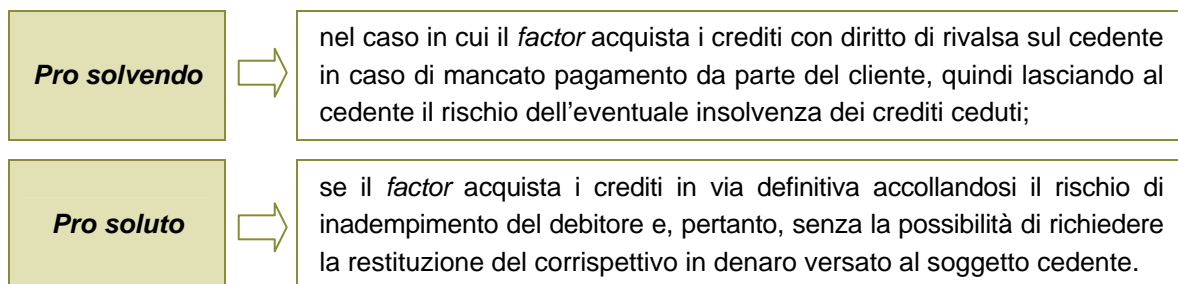 Pro solvendo
nel caso in cui il factor acquista i crediti con diritto di rivalsa sul cedente
in caso di mancato pagamento da parte del cliente, quindi lasciando al
cedente il rischio dell’eventuale insolvenza dei crediti ceduti;
Pro soluto
se il factor acquista i crediti in via definitiva accollandosi il rischio di
inadempimento del debitore e, pertanto, senza la possibilità di richiedere
la restituzione del corrispettivo in denaro versato al soggetto cedente.